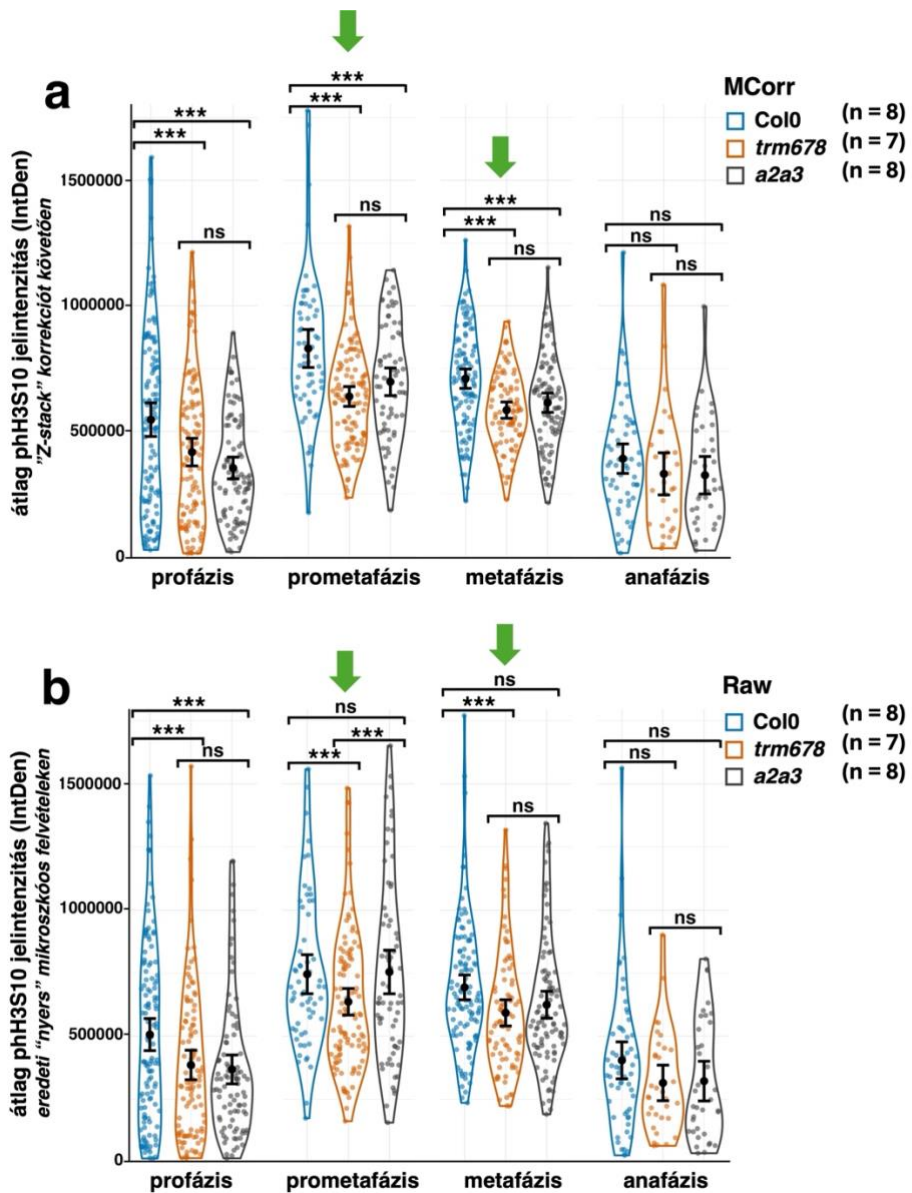 a
átlag phH3S10 jelintenzitás (IntDen)
"Z-stack" korrekciót követően
1500000
1000000
500000
0
***
***
ns
***
***
ns
***
***
ns
ns
ns
ns
profázis
prometafázis
metafázis
anafázis
MCorr
Col0 (n = 8)
trm678 (n = 7)
a2a3 (n = 8)
b
átlag phH3S10 jelintenzitás (IntDen)
eredeti "nyers" mikroszkóos felvételeken
1500000
1000000
500000
0
***
***
ns
ns
***
***
ns
***
ns
ns
ns
ns
profázis
prometafázis
metafázis
anafázis
Raw
Col0 (n = 8)
trm678 (n = 7)
a2a3 (n = 8)